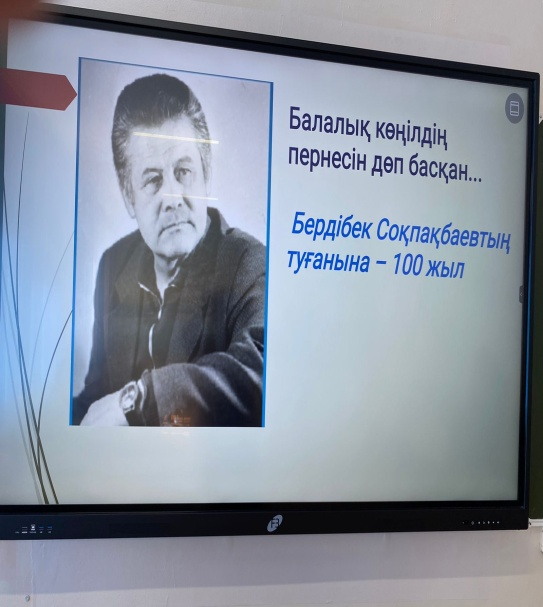 Балалық көңілдің
пернесін дөп басқан...
Бердібек Соқпақбаевтың
туғанына – 100 жыл